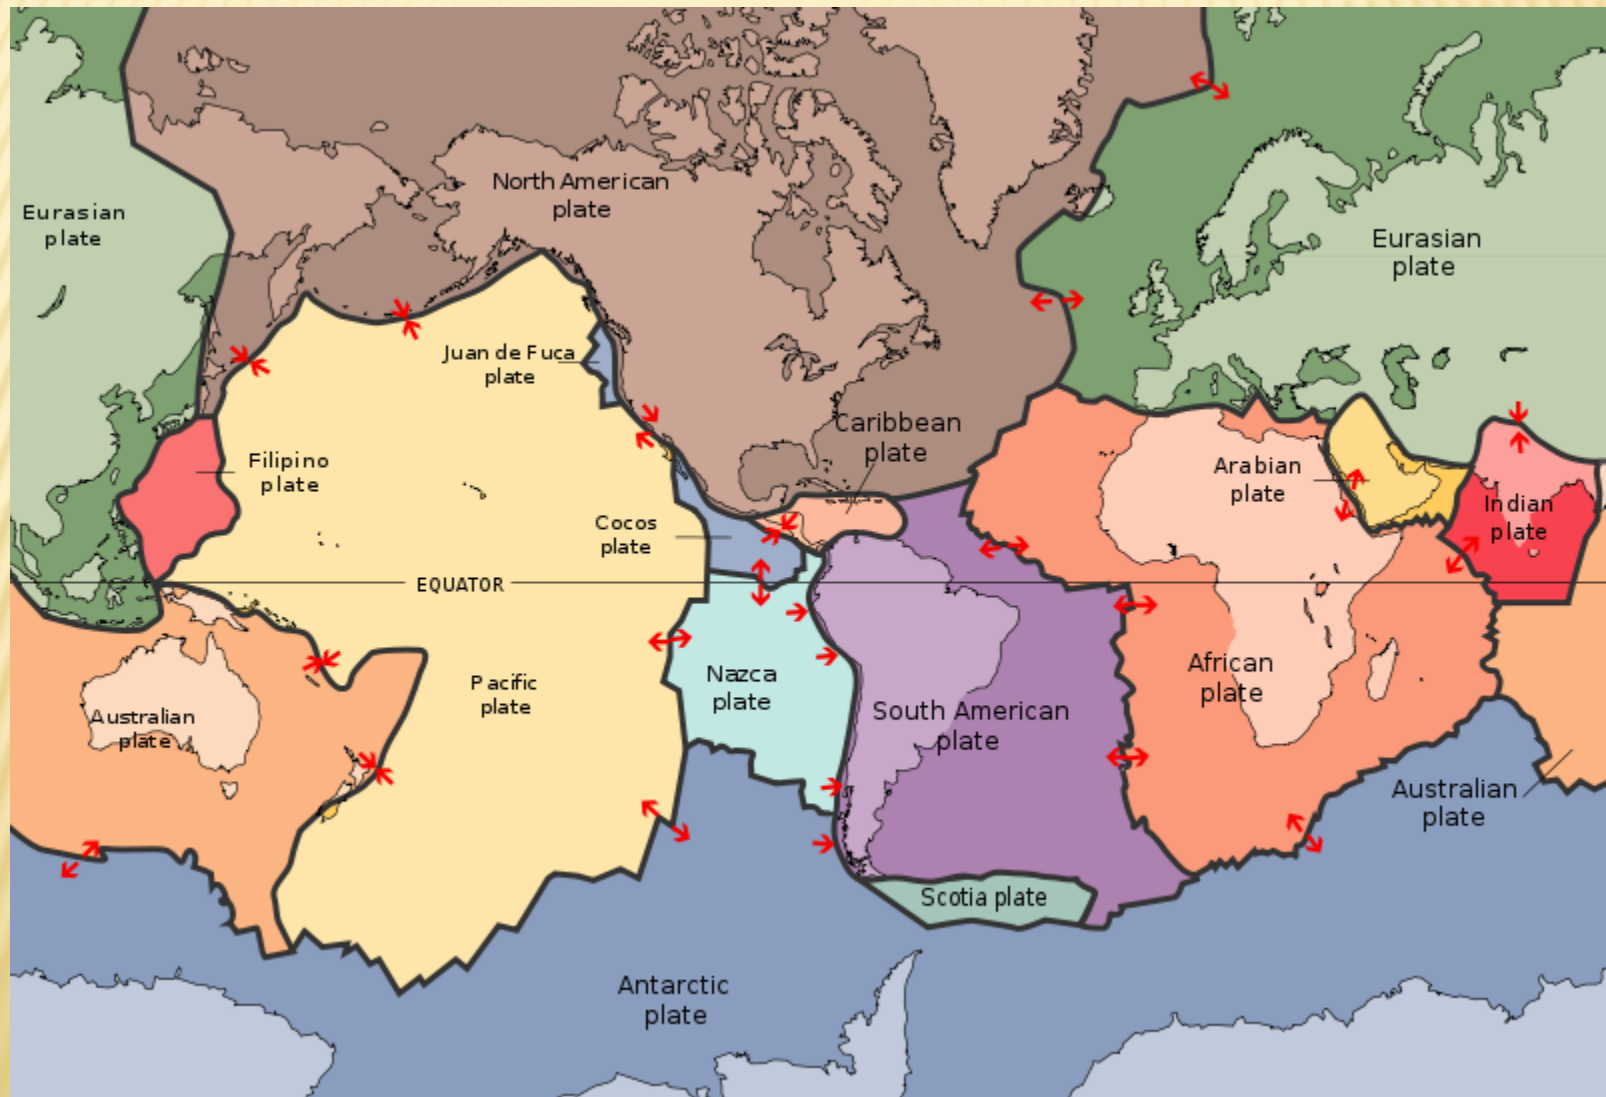 North American
plate
Eurasian
plate
Eurasian
plate
Juan de Fuca
plate
Caribbean
plate
Filipino
plate
Arabian
plate
Indian
plate
Cocos
plate
EQUATOR
Nazca
plate
African
plate
Pacific
plate
South American
plate
Australian
plate
Australian
plate
Scotia plate
Antarctic
plate